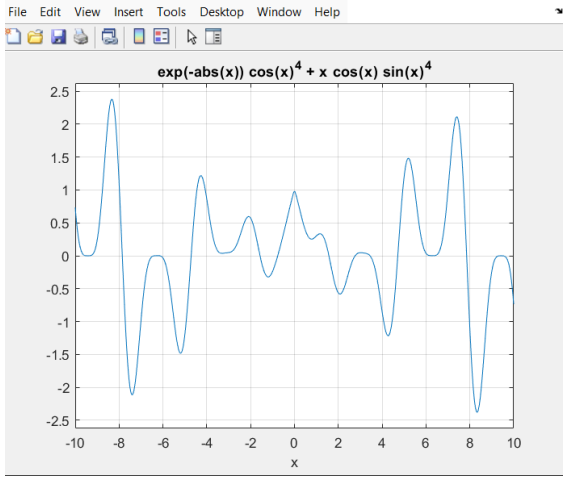 File Edit View Insert Tools Desktop Window Help
exp(-abs(x)) cos(x)⁴ + x cos(x) sin(x)⁴
2.5
2
1.5
1
0.5
0
-0.5
-1
-1.5
-2
-2.5
-10 -8 -6 -4 -2 0 2 4 6 8 10
x